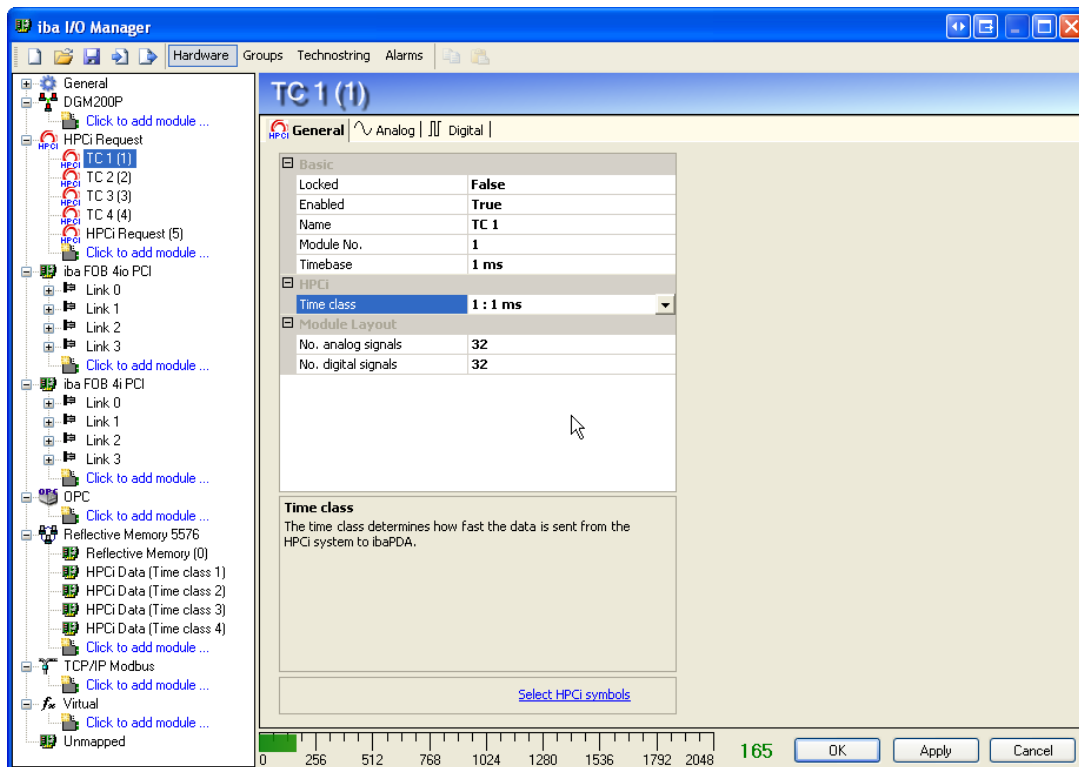 iba I/O Manager
Hardware Groups Technostring Alarms
General
DGM200P
Click to add module ...
HPCi Request
HPCi TC 1 (1)
HPCi TC 2 (2)
HPCi TC 3 (3)
HPCi TC 4 (4)
HPCi HPCi Request (5)
Click to add module ...
iba FOB 4io PCI
Link 0
Link 1
Link 2
Link 3
Click to add module ...
iba FOB 4i PCI
Link 0
Link 1
Link 2
Link 3
Click to add module ...
OPC OPC
Click to add module ...
Reflective Memory 5576
Reflective Memory (0)
HPCi Data (Time class 1)
HPCi Data (Time class 2)
HPCi Data (Time class 3)
HPCi Data (Time class 4)
Click to add module ...
TCP/IP Modbus
Click to add module ...
fx Virtual
Click to add module ...
Unmapped
TC 1 (1)
HPCi General Analog Digital
Basic
Locked False
Enabled True
Name TC 1
Module No. 1
Timebase 1 ms
HPCi
Time class 1 : 1 ms
Module Layout
No. analog signals 32
No. digital signals 32
Time class
The time class determines how fast the data is sent from the
HPCi system to ibaPDA.
Select HPCi symbols
0 256 512 768 1024 1280 1536 1792 2048
165 OK Apply Cancel